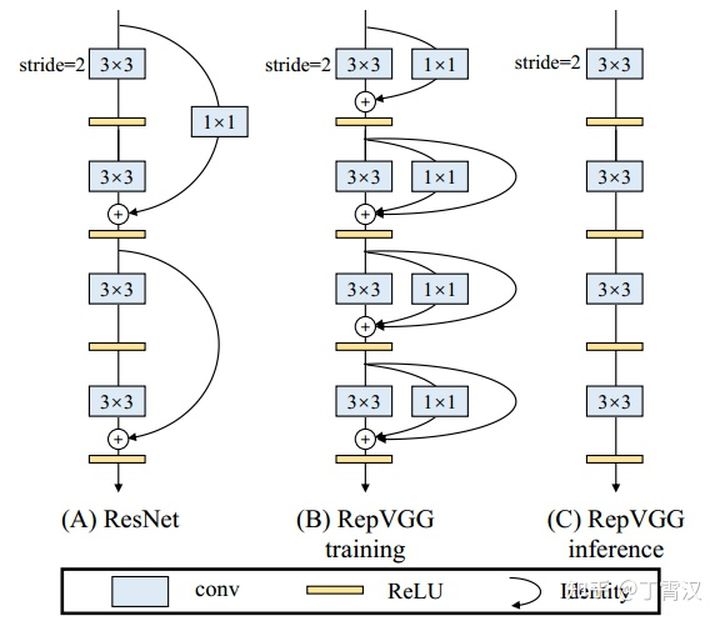 stride=2 3×3
1×1
3×3
+
3×3
3×3
+
(A) ResNet
stride=2 3×3 1×1
+
3×3 1×1
+
3×3 1×1
+
3×3 1×1
+
(B) RepVGG
training
stride=2 3×3
3×3
3×3
3×3
(C) RepVGG
inference
conv ReLU Identity
知乎 @丁霄汉